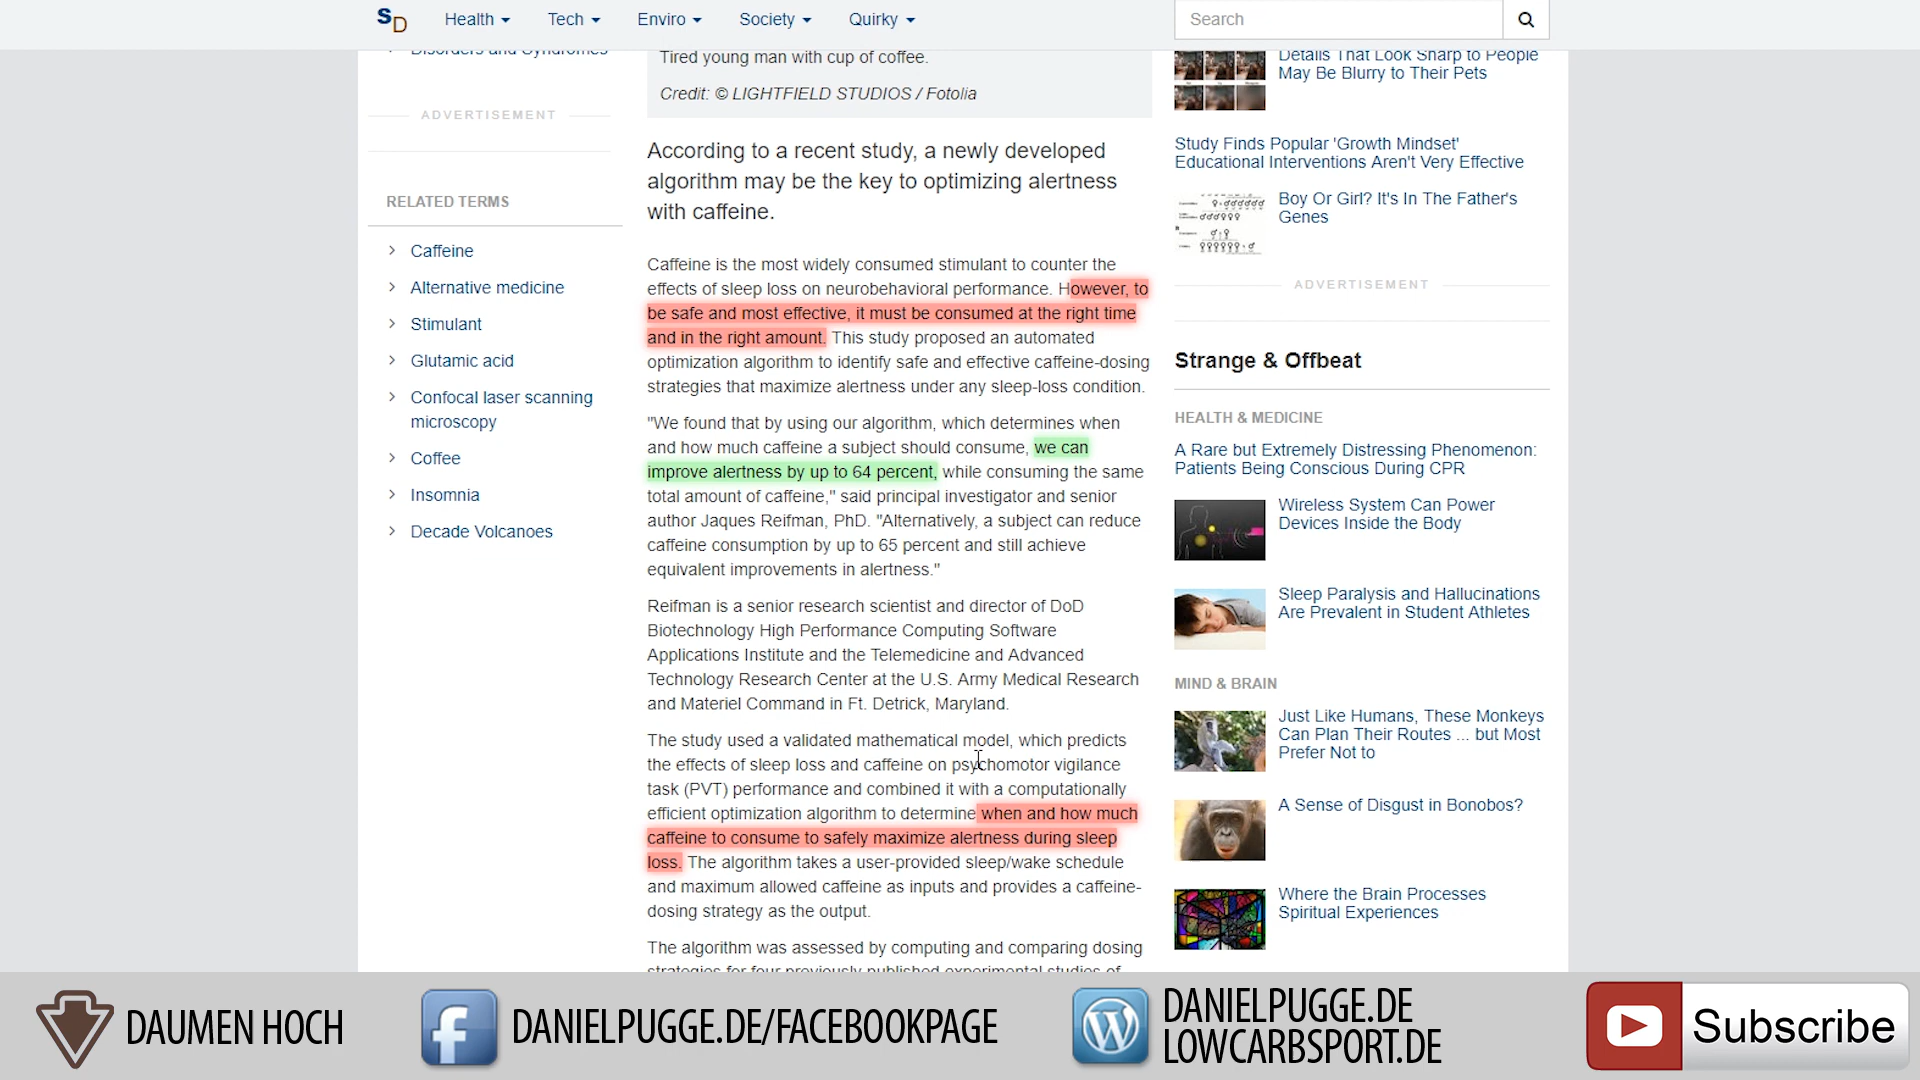 SD
Health
Tech
Enviro
Society
Quirky
Search
Disorders and Syndromes
ADVERTISEMENT
RELATED TERMS
Caffeine
Alternative medicine
Stimulant
Glutamic acid
Confocal laser scanning
microscopy
Coffee
Insomnia
Decade Volcanoes
Tired young man with cup of coffee.
Credit: © LIGHTFIELD STUDIOS / Fotolia
According to a recent study, a newly developed
algorithm may be the key to optimizing alertness
with caffeine.
Caffeine is the most widely consumed stimulant to counter the
effects of sleep loss on neurobehavioral performance. However, to
be safe and most effective, it must be consumed at the right time
and in the right amount. This study proposed an automated
optimization algorithm to identify safe and effective caffeine-dosing
strategies that maximize alertness under any sleep-loss condition.
"We found that by using our algorithm, which determines when
and how much caffeine a subject should consume, we can
improve alertness by up to 64 percent, while consuming the same
total amount of caffeine," said principal investigator and senior
author Jaques Reifman, PhD. "Alternatively, a subject can reduce
caffeine consumption by up to 65 percent and still achieve
equivalent improvements in alertness."
Reifman is a senior research scientist and director of DoD
Biotechnology High Performance Computing Software
Applications Institute and the Telemedicine and Advanced
Technology Research Center at the U.S. Army Medical Research
and Materiel Command in Ft. Detrick, Maryland.
The study used a validated mathematical model, which predicts
the effects of sleep loss and caffeine on psychomotor vigilance
task (PVT) performance and combined it with a computationally
efficient optimization algorithm to determine when and how much
caffeine to consume to safely maximize alertness during sleep
loss. The algorithm takes a user-provided sleep/wake schedule
and maximum allowed caffeine as inputs and provides a caffeine-
dosing strategy as the output.
The algorithm was assessed by computing and comparing dosing
strategies for four previously published experimental studies of
Details That Look Sharp to People
May Be Blurry to Their Pets
Study Finds Popular 'Growth Mindset'
Educational Interventions Aren't Very Effective
Boy Or Girl? It's In The Father's
Genes
ADVERTISEMENT
Strange & Offbeat
HEALTH & MEDICINE
A Rare but Extremely Distressing Phenomenon:
Patients Being Conscious During CPR
Wireless System Can Power
Devices Inside the Body
Sleep Paralysis and Hallucinations
Are Prevalent in Student Athletes
MIND & BRAIN
Just Like Humans, These Monkeys
Can Plan Their Routes ... but Most
Prefer Not to
A Sense of Disgust in Bonobos?
Where the Brain Processes
Spiritual Experiences
DAUMEN HOCH
DANIELPUGGE.DE/FACEBOOKPAGE
DANIELPUGGE.DE
LOWCARBSPORT.DE
Subscribe